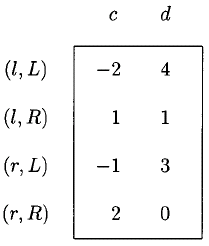 c d
(l, L) −2 4
(l, R) 1 1
(r, L) −1 3
(r, R) 2 0